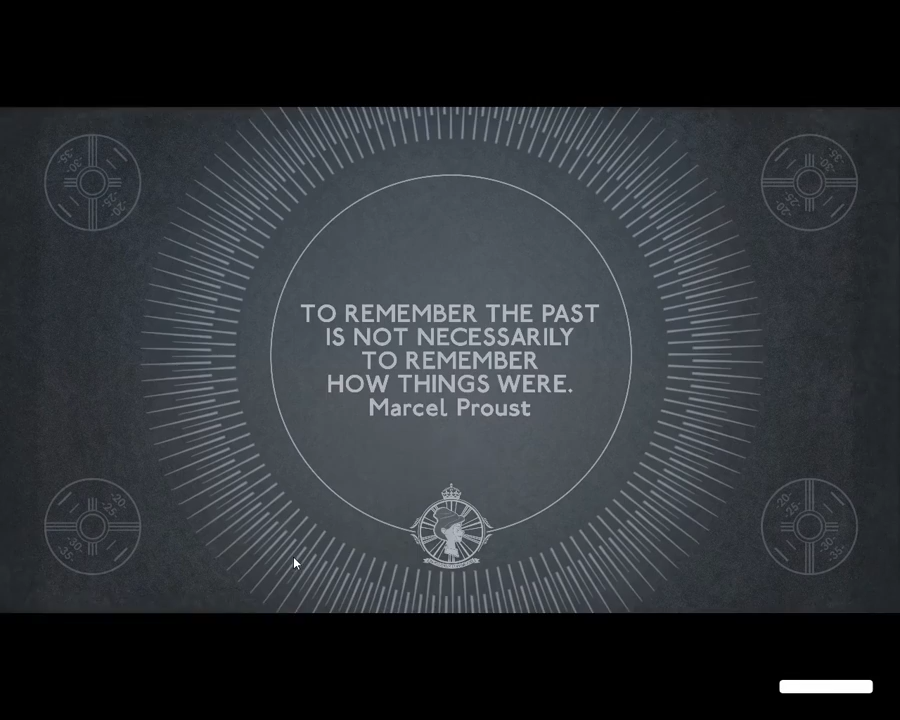 TO REMEMBER THE PAST
IS NOT NECESSARILY
TO REMEMBER
HOW THINGS WERE.
Marcel Proust